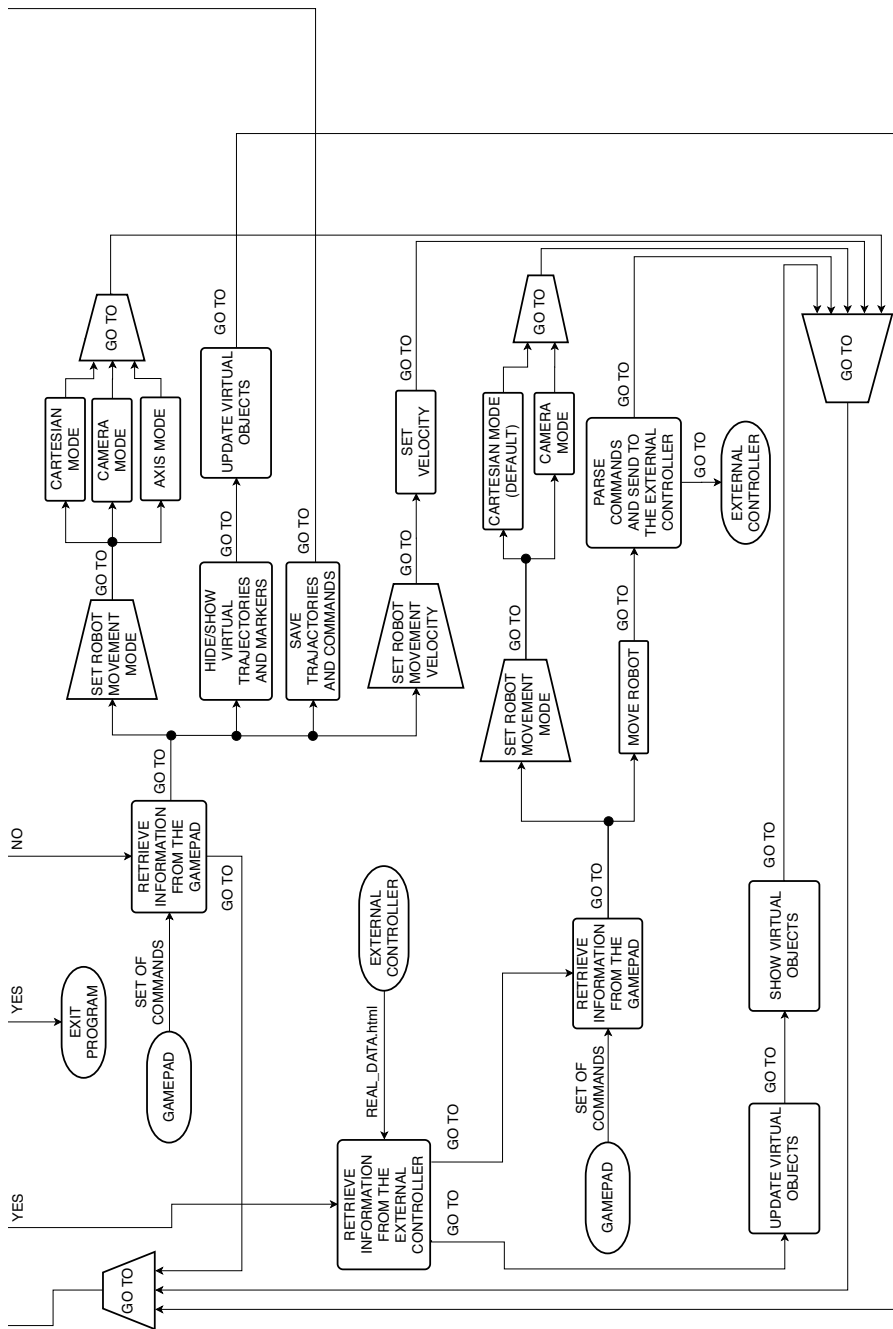 GO TO
CARTESIAN
MODE
CAMERA
MODE
AXIS MODE
GO TO
SET ROBOT
MOVEMENT
MODE
GO TO
UPDATE VIRTUAL
OBJECTS
GO TO
HIDE/SHOW
VIRTUAL
TRAJECTORIES
AND MARKERS
GO TO
SAVE
TRAJACTORIES
AND COMMANDS
GO TO
SET
VELOCITY
GO TO
SET ROBOT
MOVEMENT
VELOCITY
GO TO
CARTESIAN MODE
(DEFAULT)
CAMERA
MODE
GO TO
SET ROBOT
MOVEMENT
MODE
GO TO
PARSE
COMMANDS
AND SEND TO
THE EXTERNAL
CONTROLLER
GO TO
EXTERNAL
CONTROLLER
GO TO
MOVE ROBOT
GO TO
NO
RETRIEVE
INFORMATION
FROM THE
GAMEPAD
GO TO
GO TO
YES
EXIT
PROGRAM
SET OF
COMMANDS
GAMEPAD
EXTERNAL
CONTROLLER
REAL_DATA.html
YES
RETRIEVE
INFORMATION
FROM THE
EXTERNAL
CONTROLLER
GO TO
GO TO
RETRIEVE
INFORMATION
FROM THE
GAMEPAD
GO TO
SET OF
COMMANDS
GAMEPAD
GO TO
SHOW VIRTUAL
OBJECTS
GO TO
UPDATE VIRTUAL
OBJECTS
GO TO